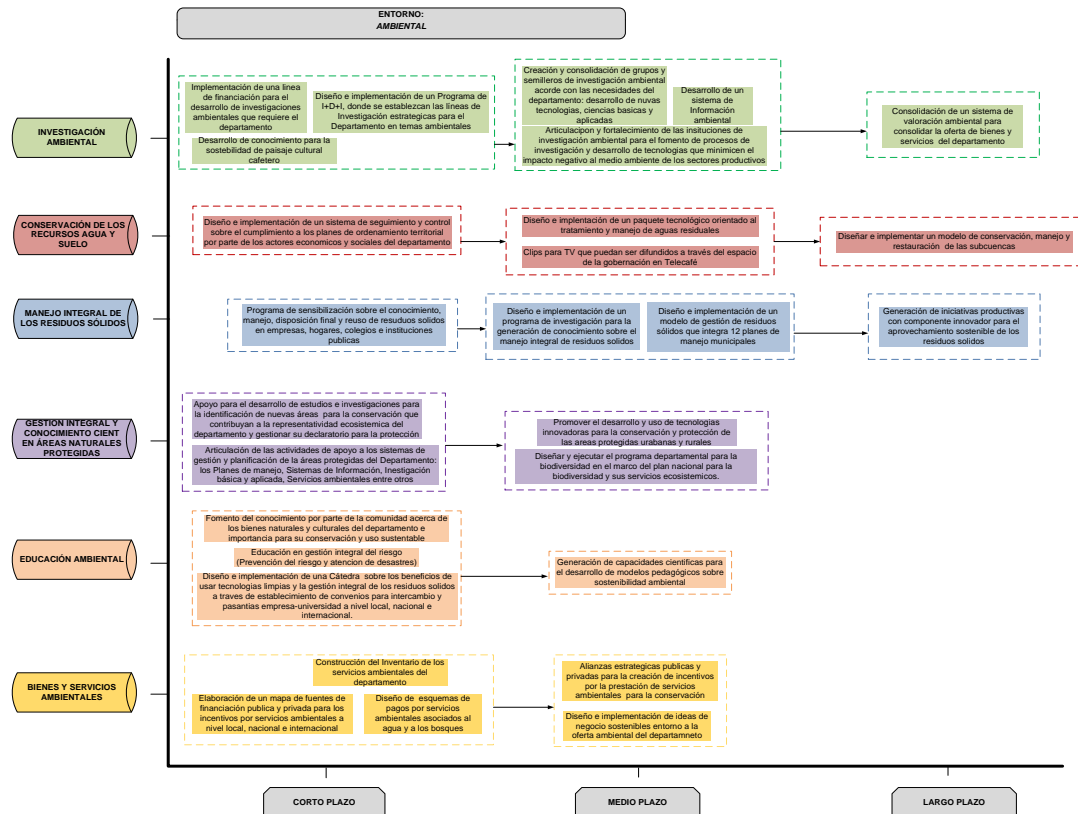 ENTORNO:
AMBIENTAL
INVESTIGACIÓN
AMBIENTAL
Implementación de una linea
de financiación para el
desarrollo de investigaciones
ambientales que requiere el
departamento
Diseño e implementación de un Programa de
I+D+I, donde se establezcan las líneas de
Investigación estrategias para el
Departamento en temas ambientales
Desarrollo de conocimiento para la
sostebilidad de paisaje cultural
cafetero
Creación y consolidación de grupos y
semilleros de investigación ambiental
acorde con las necesidades del
departamento: desarrollo de nuvas
tecnologías, ciencias basicas y
aplicadas
Desarrollo de un
sistema de
Información
ambiental
Articulacipon y fortalecimiento de las insituciones de
investigación ambiental para el fomento de procesos de
investigación y desarrollo de tecnologias que minimicen el
impacto negativo al medio ambiente de los sectores productivos
Consolidación de un sistema de
valoración ambiental para
consolidar la oferta de bienes y
servicios del departamento
CONSERVACIÓN DE LOS
RECURSOS AGUA Y
SUELO
Diseño e implementación de un sistema de seguimiento y control
sobre el cumplimiento a los planes de ordenamiento territorial
por parte de los actores economicos y sociales del departamento
Diseño e implentación de un paquete tecnológico orientado al
tratamiento y manejo de aguas residuales
Clips para TV que puedan ser difundidos a través del espacio
de la gobernación en Telecafé
Diseñar e implementar un modelo de conservación, manejo y
restauración de las subcuencas
MANEJO INTEGRAL DE
LOS RESIDUOS SÓLIDOS
Programa de sensibilización sobre el conocimiento,
manejo, disposición final y reuso de resduos solidos
en empresas, hogares, colegios e instituciones
publicas
Diseño e implementación de un
programa de investigación para la
generación de conocimiento sobre el
manejo integral de residuos solidos
Diseño e implementación de un
modelo de gestión de residuos
sólidos que integra 12 planes de
manejo municipales
Generación de iniciativas productivas
con componente innovador para el
aprovechamiento sostenible de los
residuos solidos
GESTION INTEGRAL Y
CONOCIMIENTO CIENT
EN ÁREAS NATURALES
PROTEGIDAS
Apoyo para el desarrollo de estudios e investigaciones para
la identificación de nuevas áreas para la conservación que
contribuyan a la representatividad ecosistemica del
departamento y gestionar su declaratorio para la protección
Articulación de las actividades de apoyo a los sistemas de
gestión y planificación de la áreas protegidas del Departamento:
los Planes de manejo, Sistemas de Información, Inestigación
básica y aplicada, Servicios ambientales entre otros
Promover el desarrollo y uso de tecnologías
innovadoras para la conservación y protección de
las areas protegidas urabanas y rurales
Diseñar y ejecutar el programa departamental para la
biodiversidad en el marco del plan nacional para la
biodiversidad y sus servicios ecosistemicos.
EDUCACIÓN AMBIENTAL
Fomento del conocimiento por parte de la comunidad acerca de
los bienes naturales y culturales del departamento e
importancia para su conservación y uso sustentable
Educación en gestión integral del riesgo
(Prevención del riesgo y atencion de desastres)
Diseño e implementación de una Cátedra sobre los beneficios de
usar tecnologías limpias y la gestión integral de los residuos solidos
a traves de establecimiento de convenios para intercambio y
pasantías empresa-universidad a nivel local, nacional e
internacional.
Generación de capacidades cientificas para
el desarrollo de modelos pedagógicos sobre
sostenibilidad ambiental
BIENES Y SERVICIOS
AMBIENTALES
Construcción del Inventario de los
servicios ambientales del
departamento
Elaboración de un mapa de fuentes de
financiación publica y privada para los
incentivos por servicios ambientales a
nivel local, nacional e internacional
Diseño de esquemas de
pagos por servicios
ambientales asociados al
agua y a los bosques
Alianzas estrategicas publicas y
privadas para la creación de incentivos
por la prestación de servicios
ambientales para la conservación
Diseño e implementación de ideas de
negocio sostenibles entorno a la
oferta ambiental del departamneto
CORTO PLAZO
MEDIO PLAZO
LARGO PLAZO